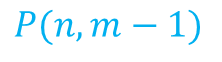 P(n, m − 1)